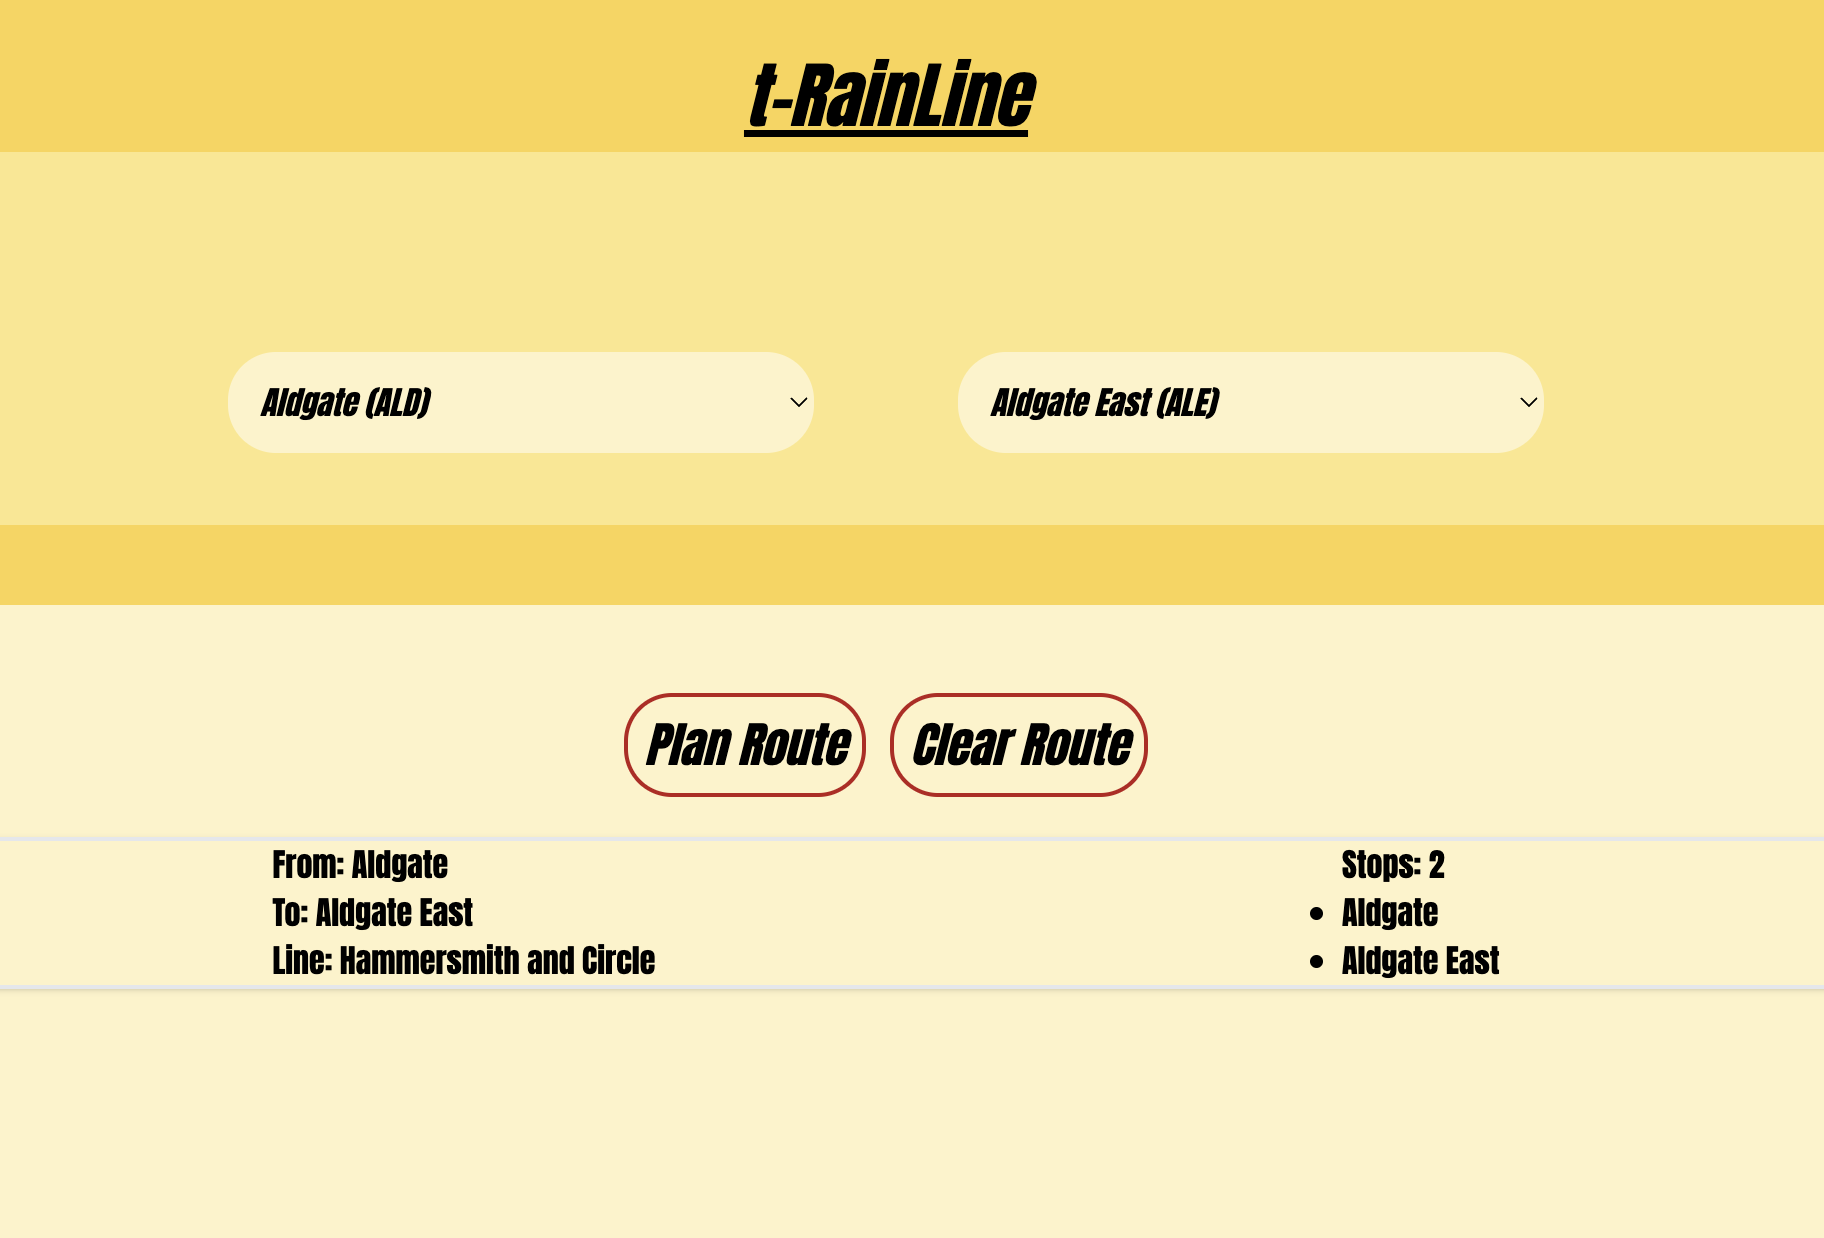 t-RainLine
Aldgate (ALD)
Aldgate East (ALE)
Plan Route
Clear Route
From: Aldgate
To: Aldgate East
Line: Hammersmith and Circle
Stops: 2
Aldgate
Aldgate East